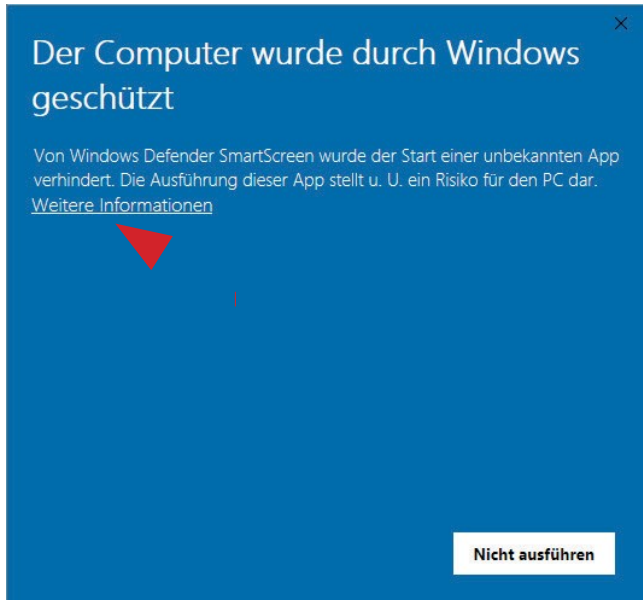 Der Computer wurde durch Windows
geschützt
Von Windows Defender SmartScreen wurde der Start einer unbekannten App
verhindert. Die Ausführung dieser App stellt u. U. ein Risiko für den PC dar.
Weitere Informationen
Nicht ausführen